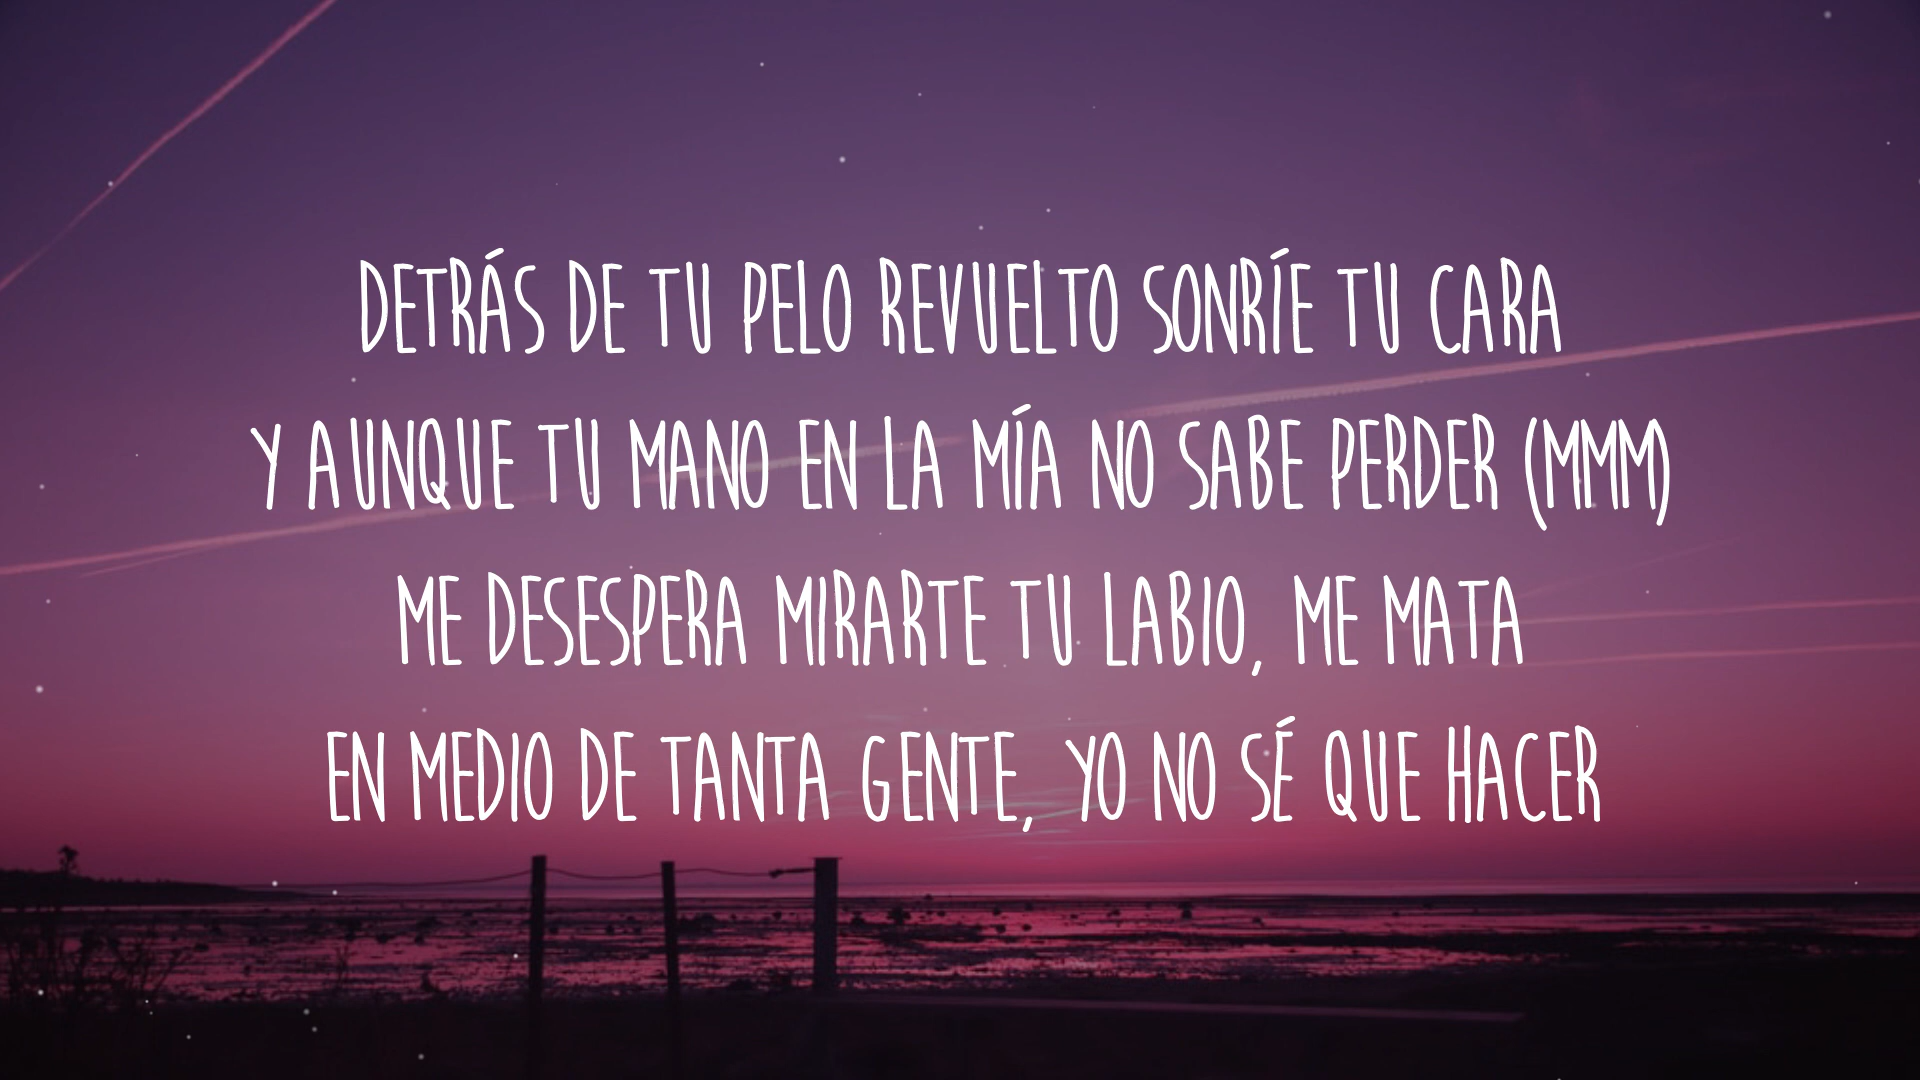 DETRÁS DE TU PELO REVUELTO SONRÍE TU CARA
Y AUNQUE TU MANO EN LA MÍA NO SABE PERDER (MMM)
ME DESESPERA MIRARTE TU LABIO, ME MATA
EN MEDIO DE TANTA GENTE, YO NO SÉ QUE HACER